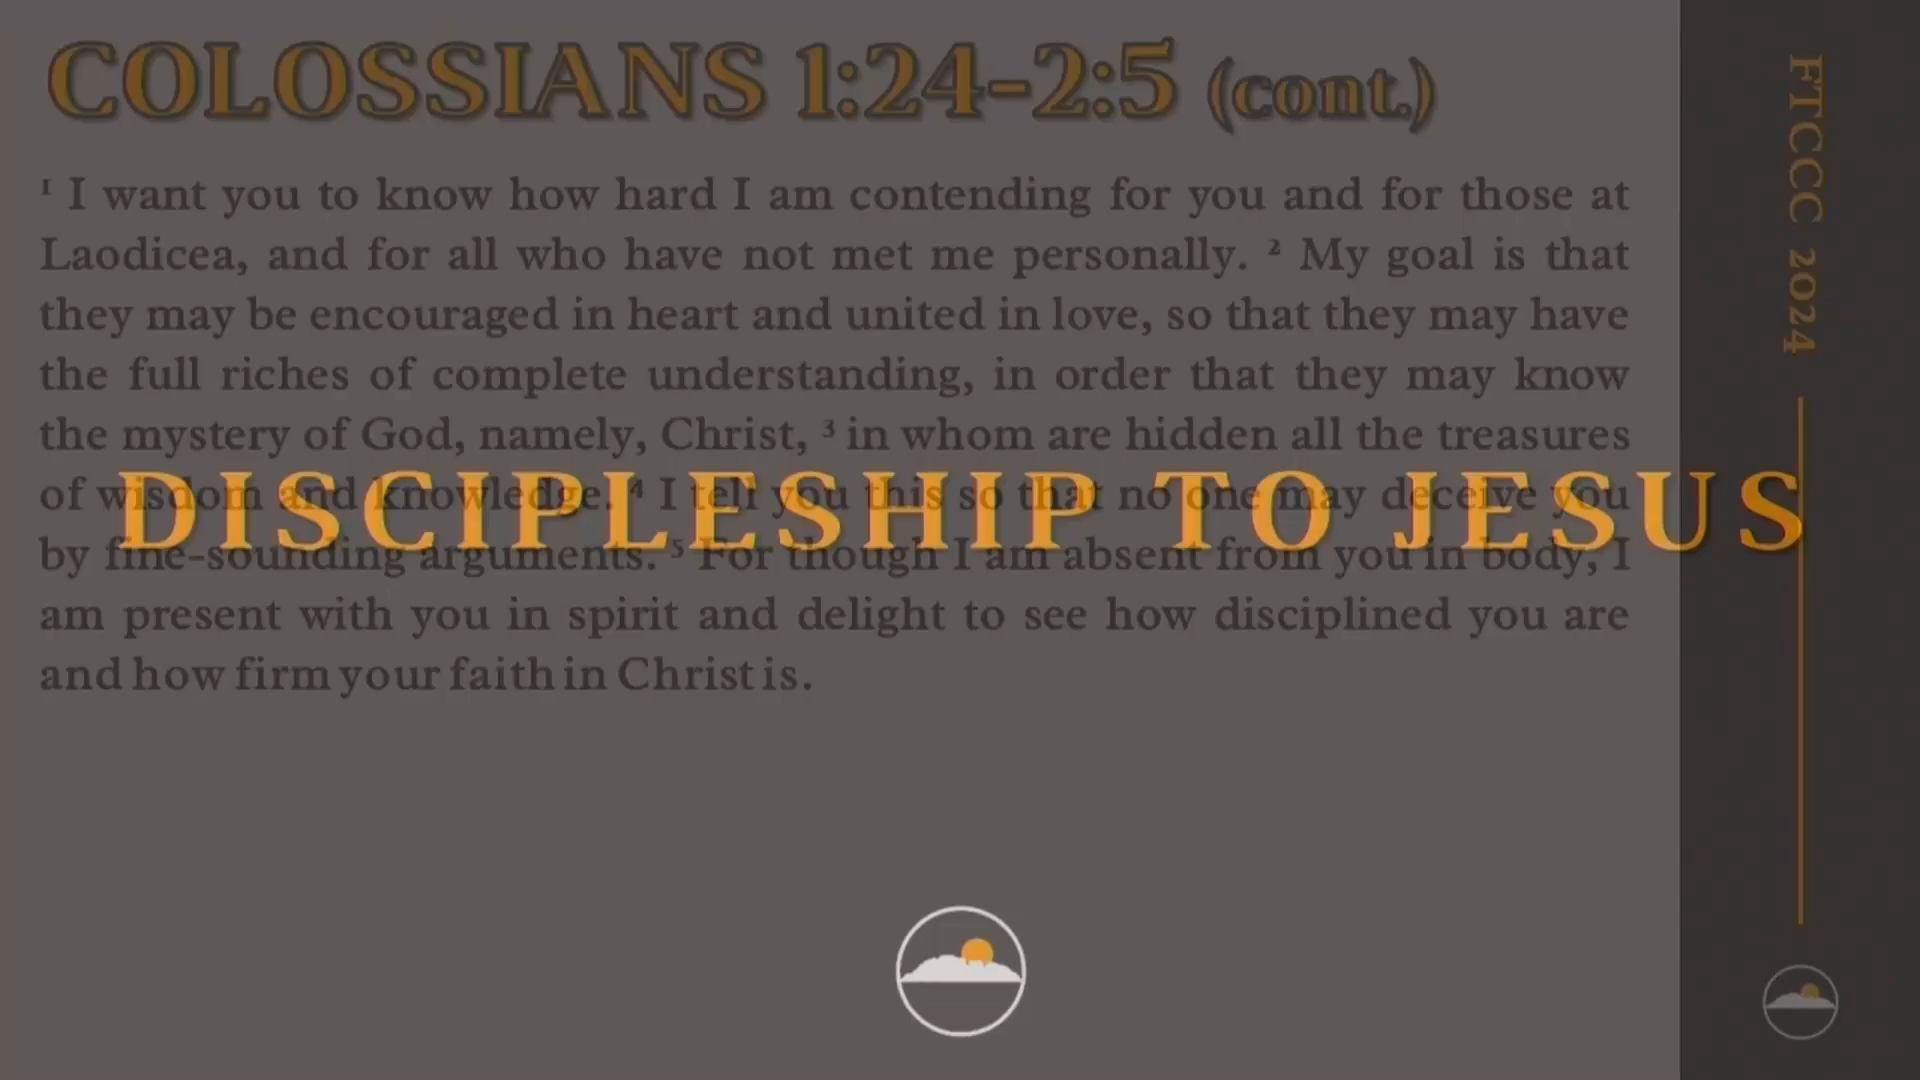 COLOSSIANS 1:24-2:5 (cont.)
¹ I want you to know how hard I am contending for you and for those at
Laodicea, and for all who have not met me personally. ² My goal is that
they may be encouraged in heart and united in love, so that they may have
the full riches of complete understanding, in order that they may know
the mystery of God, namely, Christ, ³ in whom are hidden all the treasures
of wisdom and knowledge. ⁴ I tell you this so that no one may deceive you
by fine-sounding arguments. ⁵ For though I am absent from you in body, I
am present with you in spirit and delight to see how disciplined you are
and how firm your faith in Christ is.
DISCIPLESHIP TO JESUS
FTCCC 2024